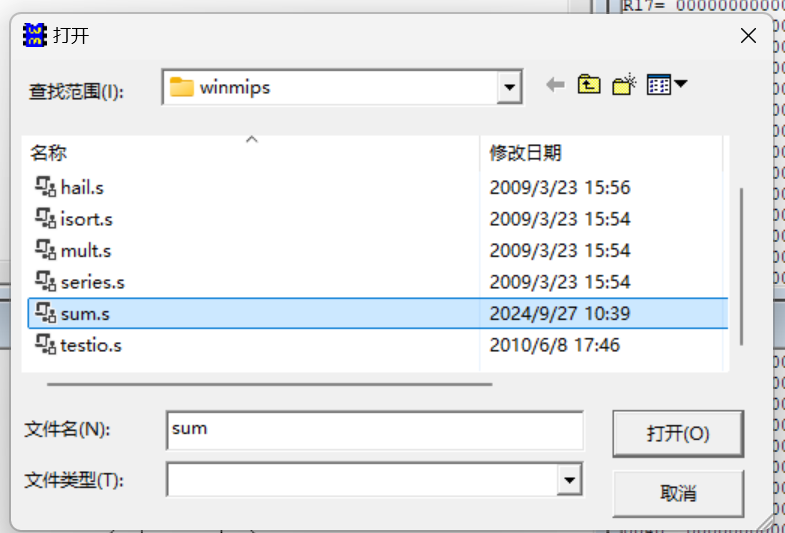 R17= 00000000000
打开
查找范围(I):
winmips
名称
修改日期
hail.s
2009/3/23 15:56
isort.s
2009/3/23 15:54
mult.s
2009/3/23 15:54
series.s
2009/3/23 15:54
sum.s
2024/9/27 10:39
testio.s
2010/6/8 17:46
文件名(N):
sum
打开(O)
文件类型(T):
取消